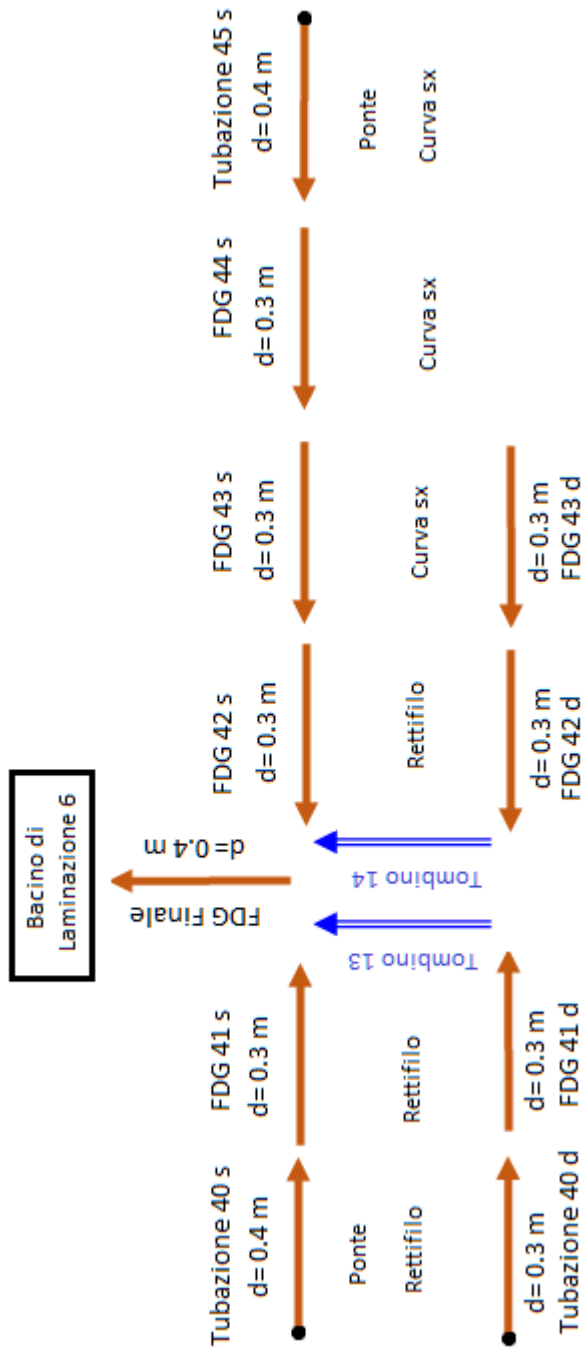 Bacino di
Laminazione 6
FDG Finale
d=0.4 m
Tubazione 40 s
d= 0.4 m
FDG 41 s
d= 0.3 m
FDG 42 s
d= 0.3 m
FDG 43 s
d= 0.3 m
FDG 44 s
d= 0.3 m
Tubazione 45 s
d= 0.4 m
Ponte
Rettifilo
Rettifilo
Tombino 13
Tombino 14
Rettifilo
Curva sx
Curva sx
Ponte
Curva sx
d= 0.3 m
Tubazione 40 d
d= 0.3 m
FDG 41 d
d= 0.3 m
FDG 42 d
d= 0.3 m
FDG 43 d